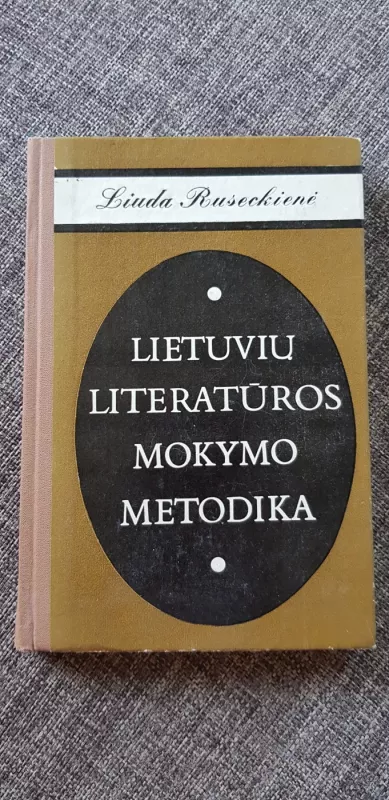 Liuda Ruseckienė
LIETUVIŲ
LITERATŪROS
MOKYMO
METODIKA